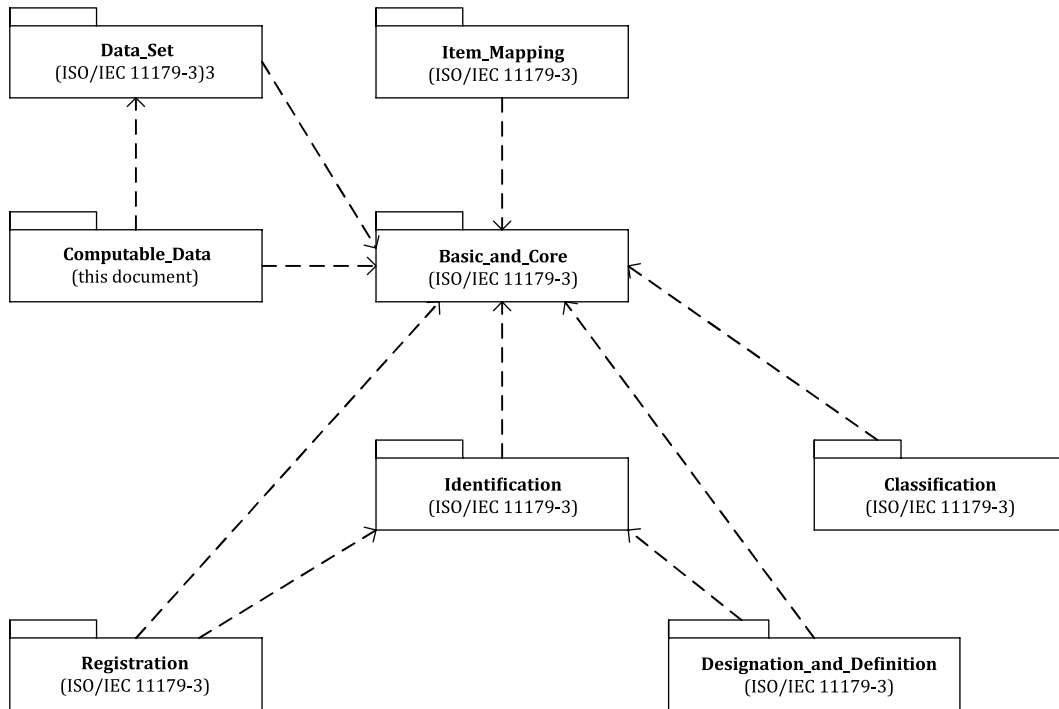 Data_Set
(ISO/IEC 11179-3)3
Item_Mapping
(ISO/IEC 11179-3)
Computable_Data
(this document)
Basic_and_Core
(ISO/IEC 11179-3)
Identification
(ISO/IEC 11179-3)
Classification
(ISO/IEC 11179-3)
Registration
(ISO/IEC 11179-3)
Designation_and_Definition
(ISO/IEC 11179-3)